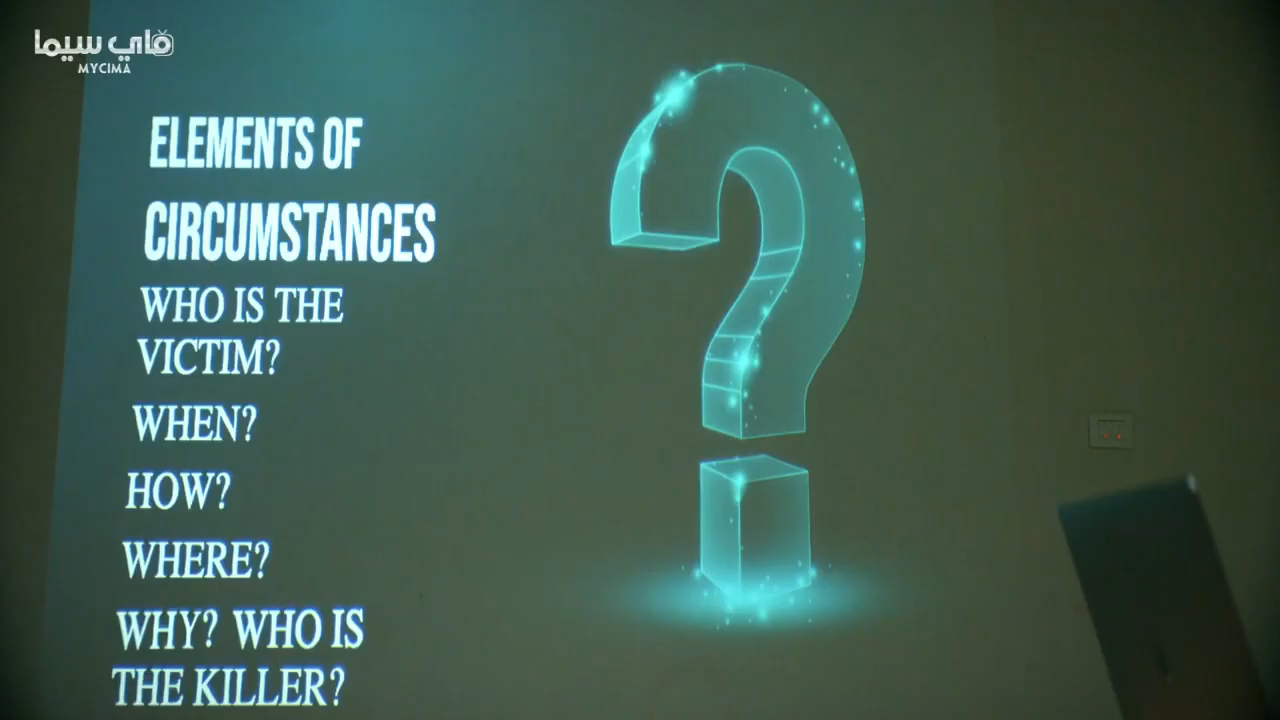 ماي سيما
MYCIMA
ELEMENTS OF
CIRCUMSTANCES
WHO IS THE
VICTIM?
WHEN?
HOW?
WHERE?
WHY? WHO IS
THE KILLER?